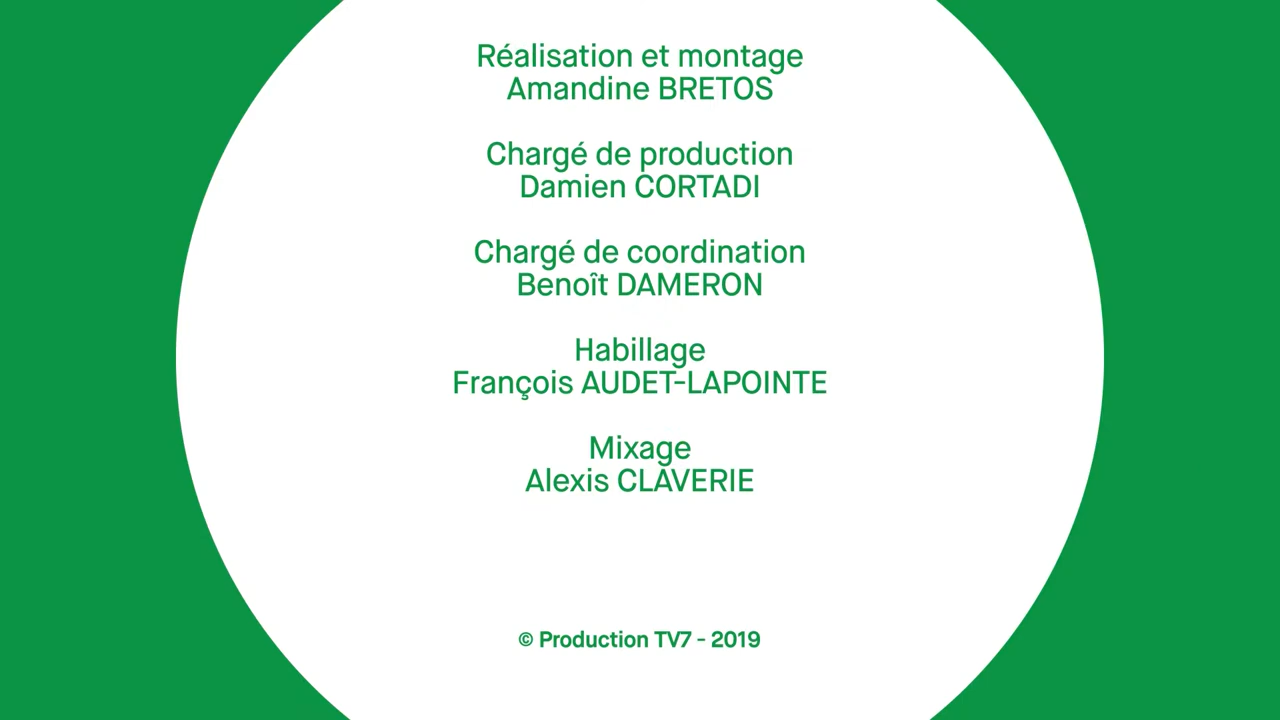 Réalisation et montage
Amandine BRETOS
Chargé de production
Damien CORTADI
Chargé de coordination
Benoît DAMERON
Habillage
François AUDET-LAPOINTE
Mixage
Alexis CLAVERIE
© Production TV7 - 2019